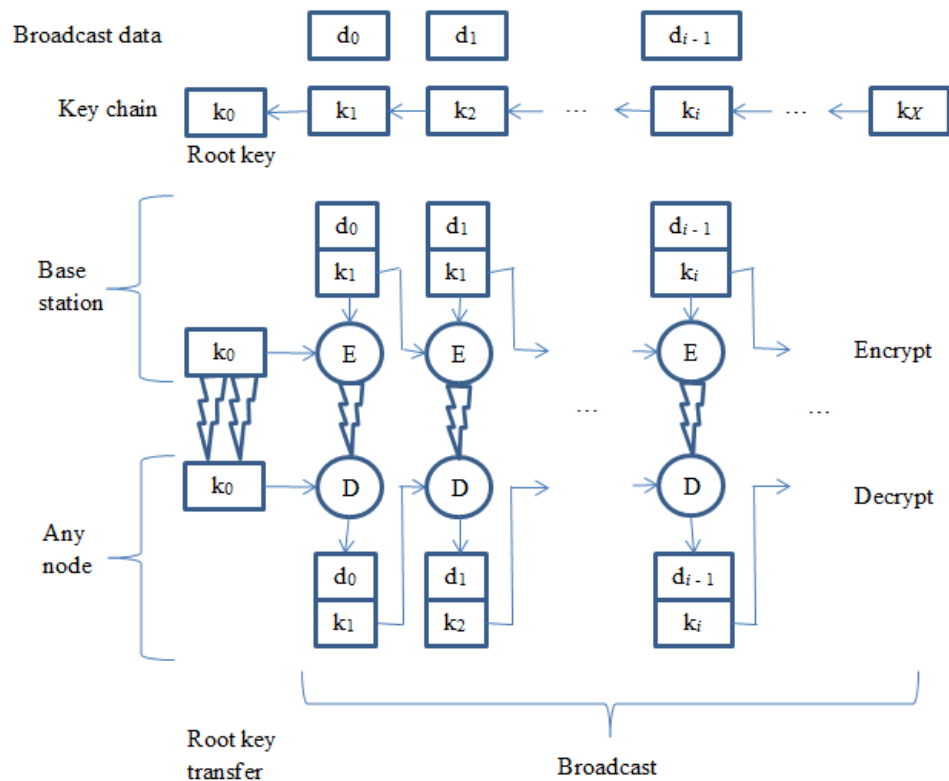 Broadcast data d₀ d₁ dᵢ₋₁
Key chain k₀ k₁ k₂ ... kᵢ ... kX
Root key
d₀ d₁ dᵢ₋₁
k₁ k₁ kᵢ
Base
station
k₀ E E E Encrypt
... ...
k₀ D D D Decrypt
Any
node
d₀ d₁ dᵢ₋₁
k₁ k₂ kᵢ
Root key
transfer
Broadcast